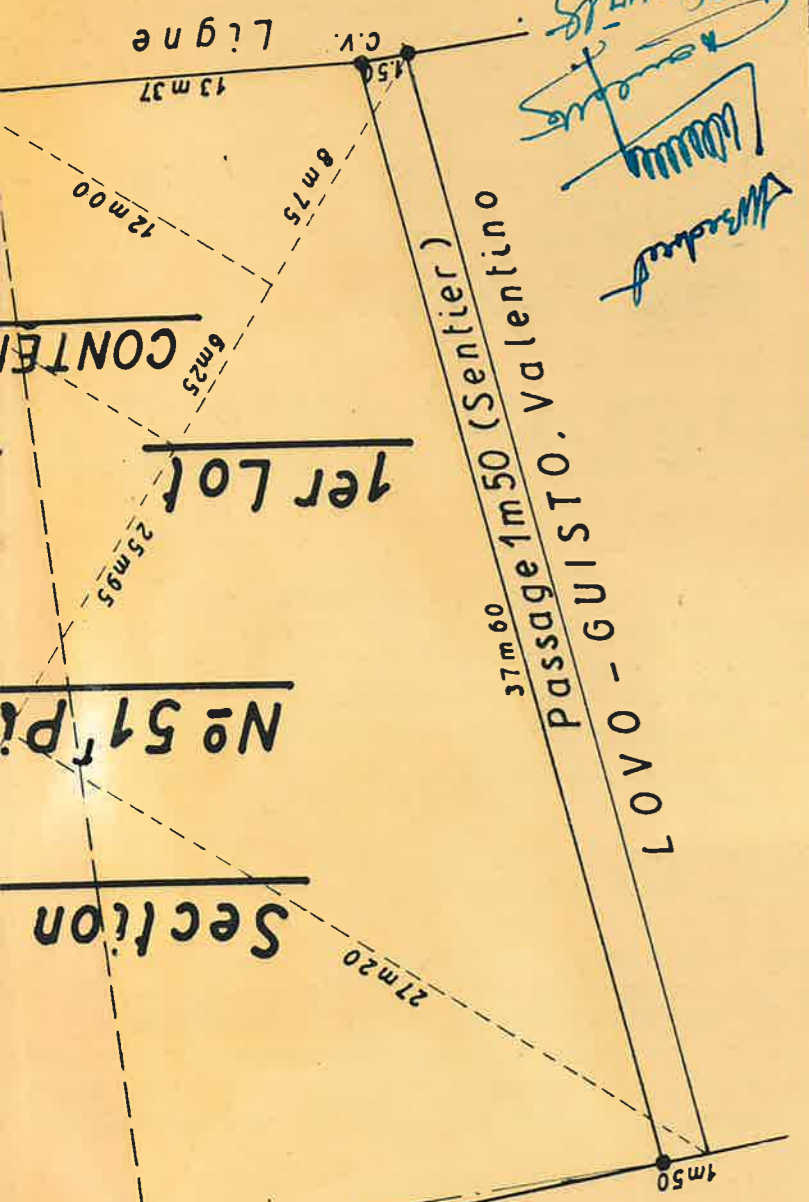 Section
Nº 51
1er Lot
CONTE
27m20
25m95
6m25
8m75
12m00
1m50
37m60
Passage 1m50 (Sentier)
LOVO - GUISTO. Valentino
1.50
C.V.
13m37
Ligne